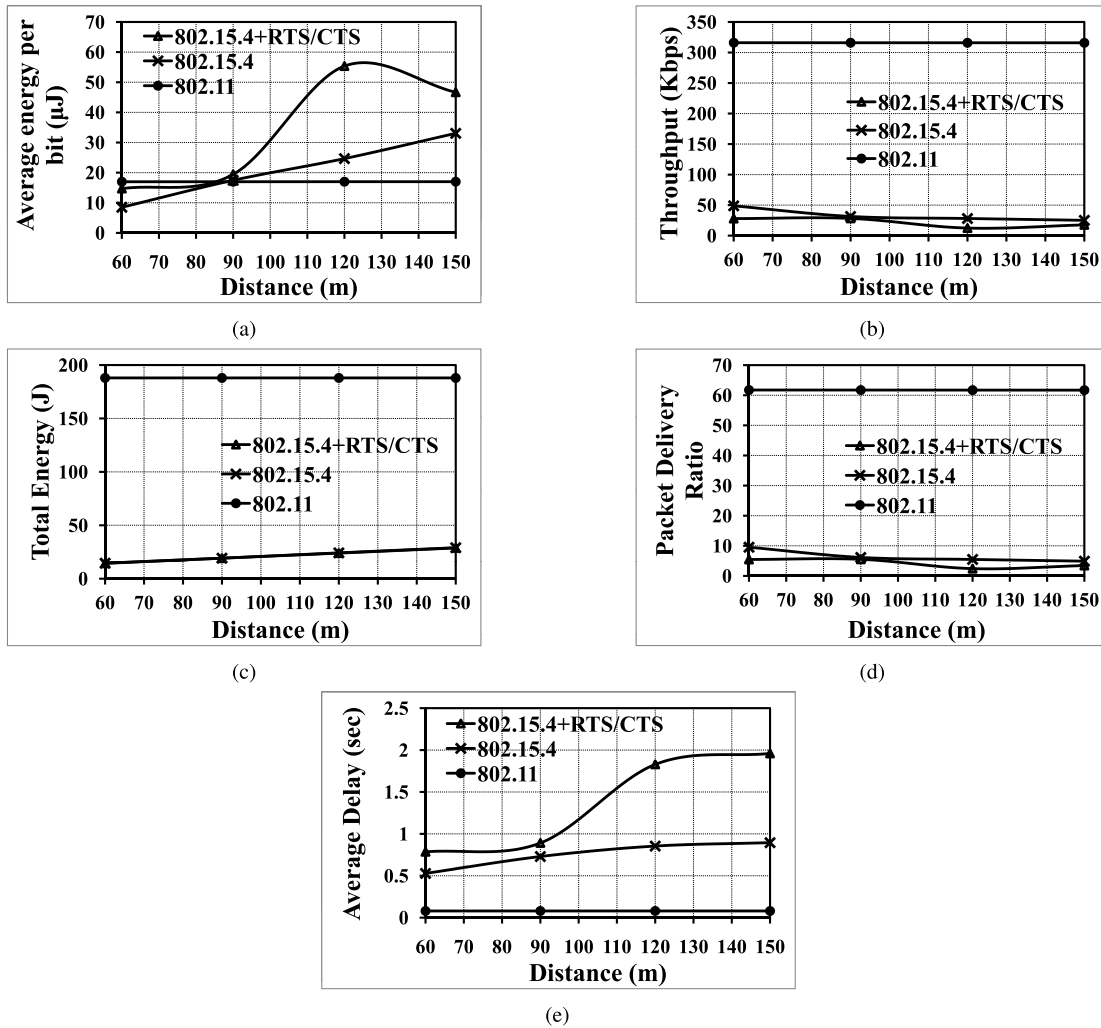 Average energy per
bit (µJ)
70
60
50
40
30
20
10
0
802.15.4+RTS/CTS
802.15.4
802.11
60 70 80 90 100 110 120 130 140 150
Distance (m)
(a)
Throughput (Kbps)
350
300
250
200
150
100
50
0
802.15.4+RTS/CTS
802.15.4
802.11
60 70 80 90 100 110 120 130 140 150
Distance (m)
(b)
Total Energy (J)
200
150
100
50
0
802.15.4+RTS/CTS
802.15.4
802.11
60 70 80 90 100 110 120 130 140 150
Distance (m)
(c)
Packet Delivery
Ratio
70
60
50
40
30
20
10
0
802.15.4+RTS/CTS
802.15.4
802.11
60 70 80 90 100 110 120 130 140 150
Distance (m)
(d)
Average Delay (sec)
2.5
2
1.5
1
0.5
0
802.15.4+RTS/CTS
802.15.4
802.11
60 70 80 90 100 110 120 130 140 150
Distance (m)
(e)